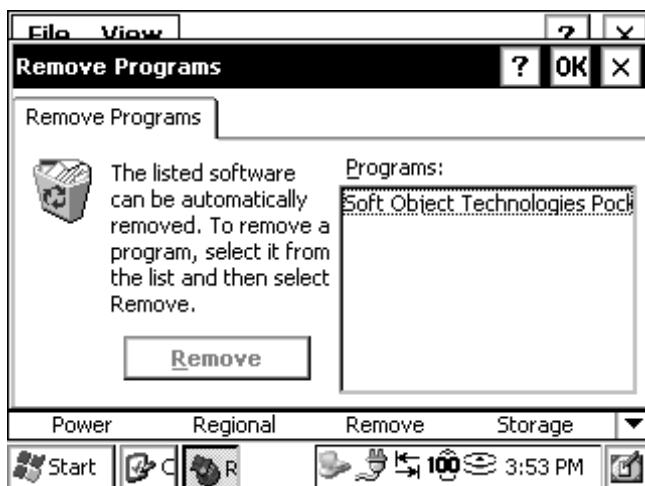 File View ? ×
Remove Programs ? OK ×
Remove Programs
The listed software
can be automatically
removed. To remove a
program, select it from
the list and then select
Remove.
Remove
Programs:
Soft Object Technologies Pock
Power Regional Remove Storage
Start C R 100 3:53 PM